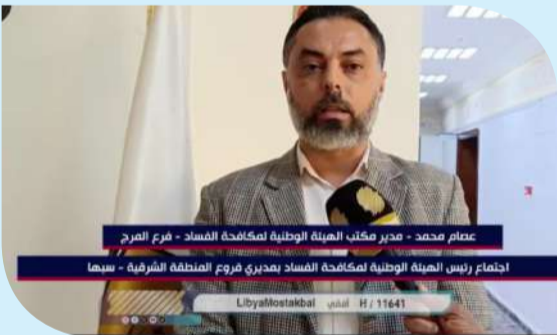 عصام محمد - مدير مكتب الهيئة الوطنية لمكافحة الفساد - فرع المرج
اجتماع رئيس الهيئة الوطنية لمكافحة الفساد بمديري فروع المنطقة الشرقية - سبها
LibyaMostakbal أفقي H / 11641